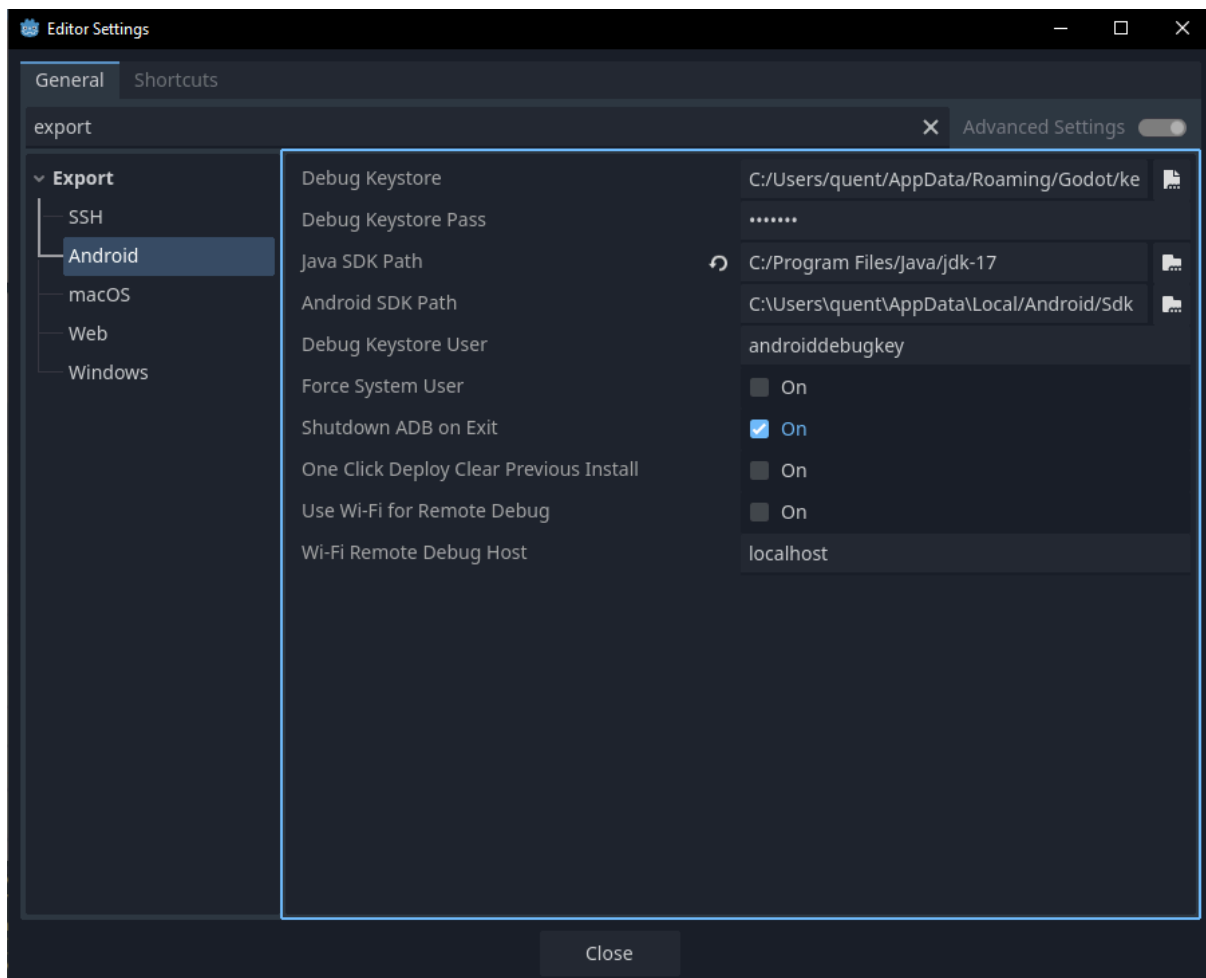 Editor Settings
General Shortcuts
export Advanced Settings
Export
SSH
Android
macOS
Web
Windows
Debug Keystore C:/Users/quent/AppData/Roaming/Godot/ke
Debug Keystore Pass •••••••
Java SDK Path C:/Program Files/Java/jdk-17
Android SDK Path C:\Users\quent\AppData\Local/Android/Sdk
Debug Keystore User androiddebugkey
Force System User On
Shutdown ADB on Exit On
One Click Deploy Clear Previous Install On
Use Wi-Fi for Remote Debug On
Wi-Fi Remote Debug Host localhost
Close